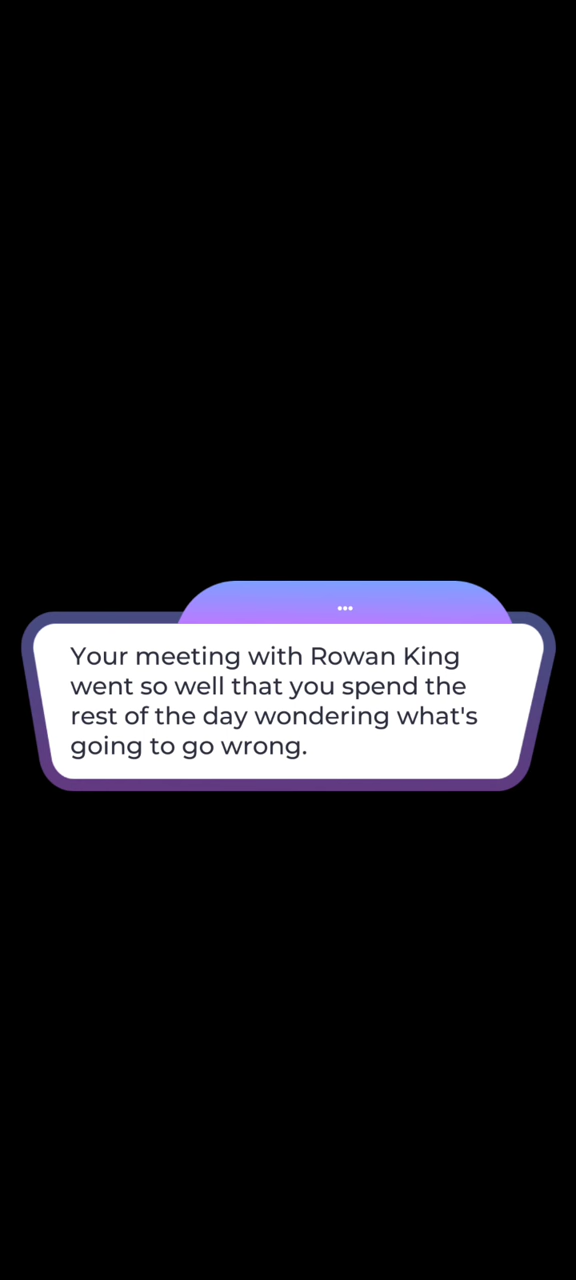 ...
Your meeting with Rowan King
went so well that you spend the
rest of the day wondering what's
going to go wrong.